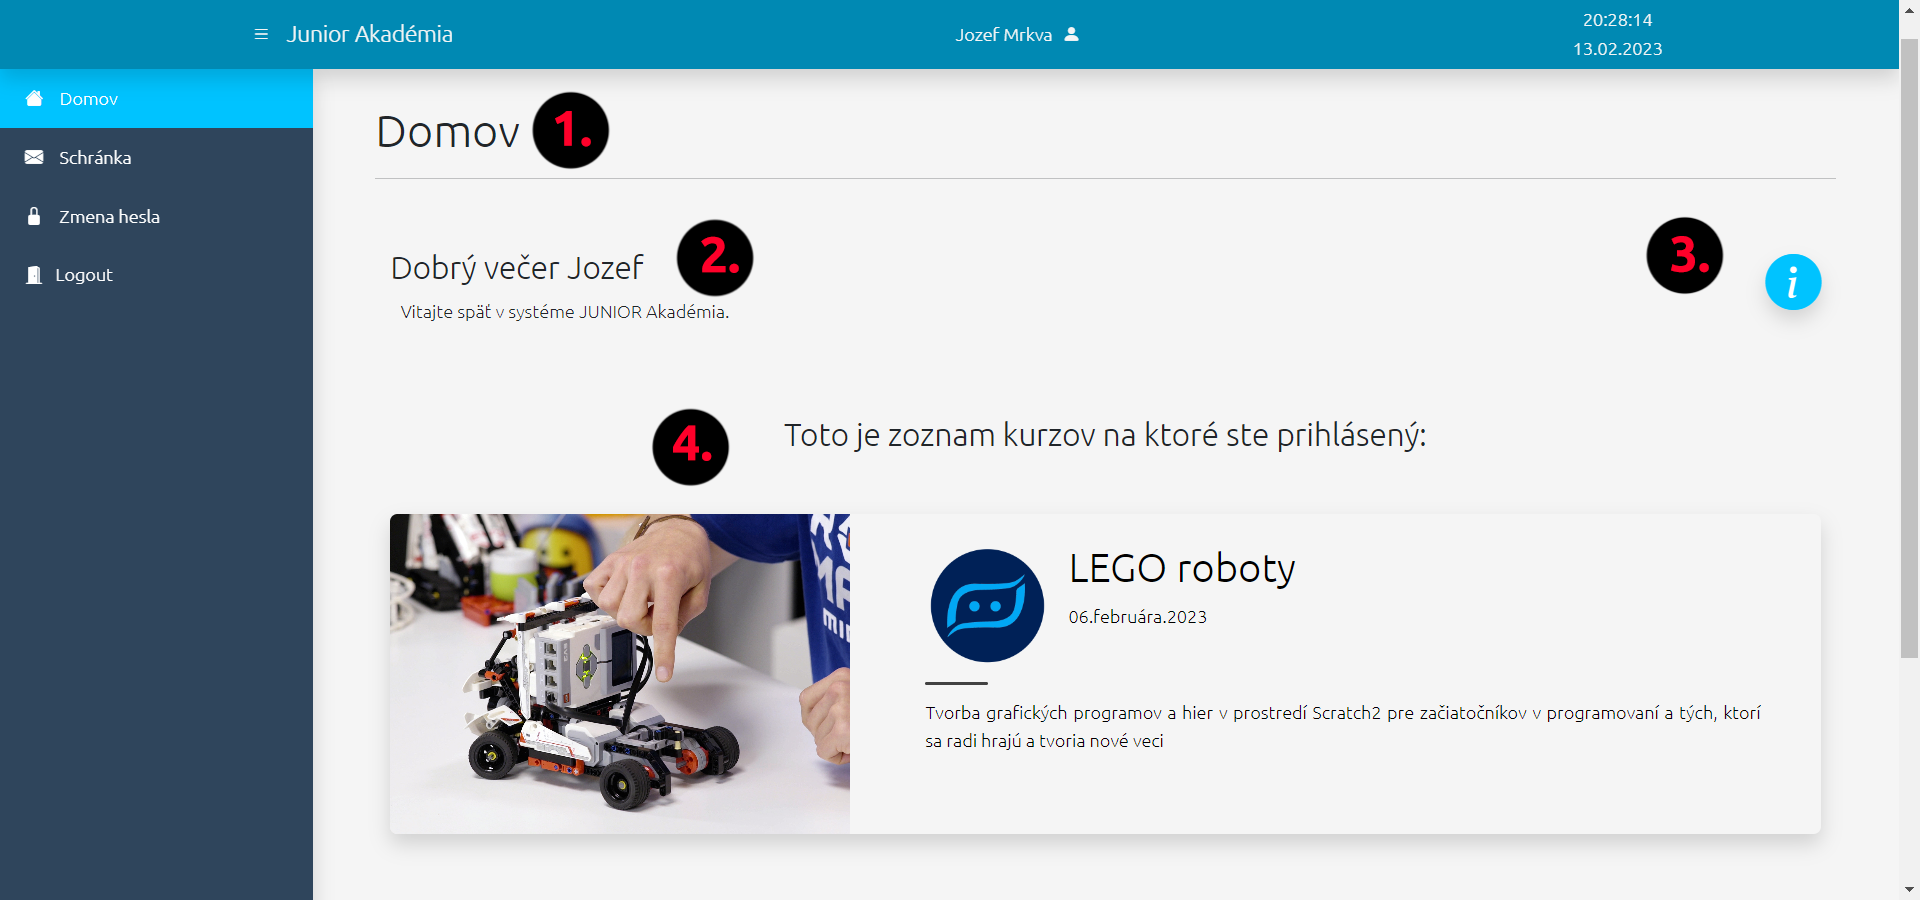 Junior Akadémia
Jozef Mrkva
20:28:14
13.02.2023
Domov
Schránka
Zmena hesla
Logout
Domov
1.
Dobrý večer Jozef
2.
Vitajte späť v systéme JUNIOR Akadémia.
3.
i
4.
Toto je zoznam kurzov na ktoré ste prihlásený:
LEGO roboty
06.februára.2023
Tvorba grafických programov a hier v prostredí Scratch2 pre začiatočníkov v programovaní a tých, ktorí
sa radi hrajú a tvoria nové veci